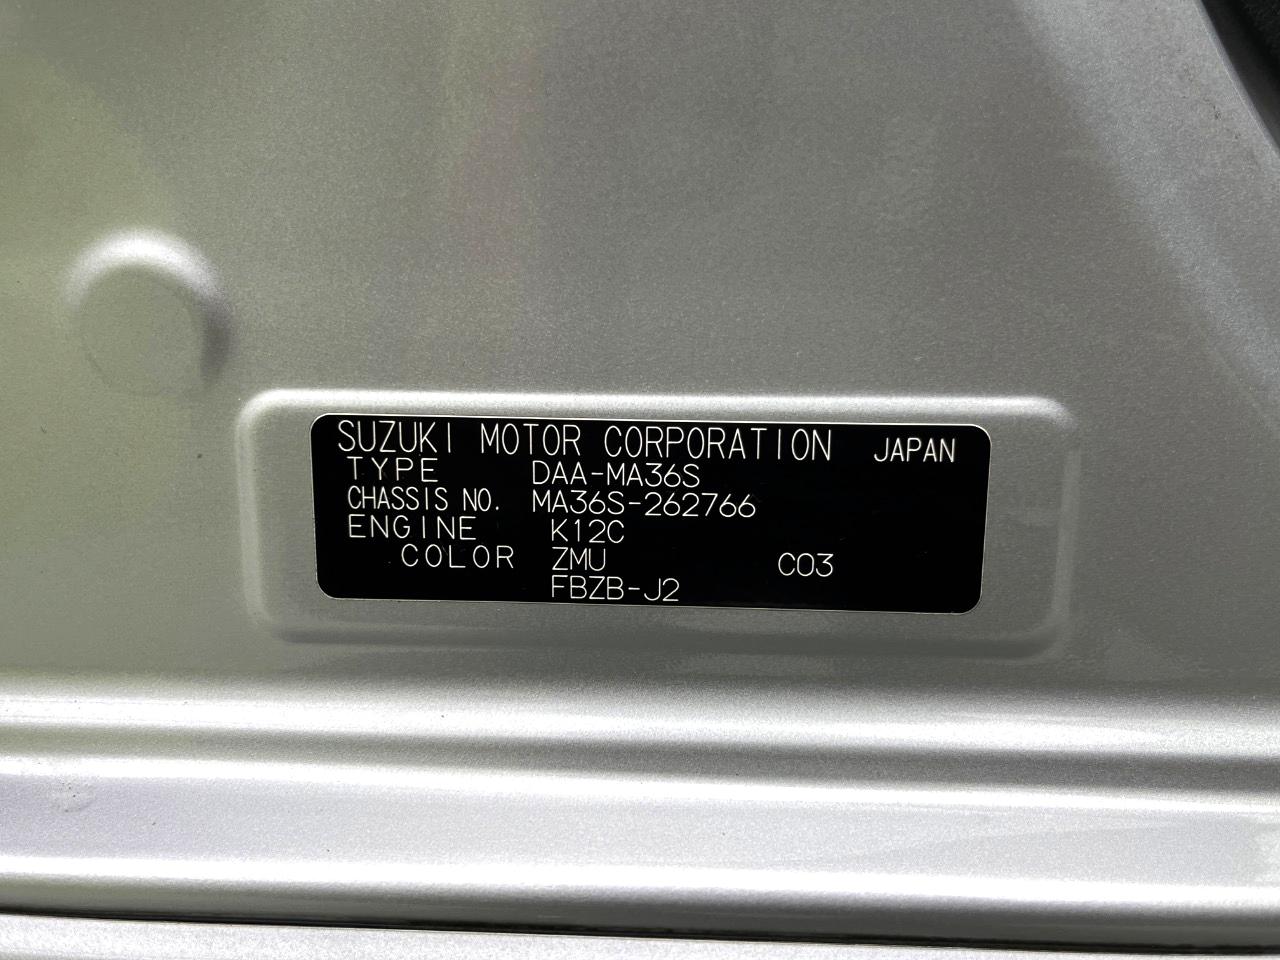 SUZUKI MOTOR CORPORATION JAPAN
TYPE DAA-MA36S
CHASSIS NO. MA36S-262766
ENGINE K12C
COLOR ZMU C03
FBZB-J2